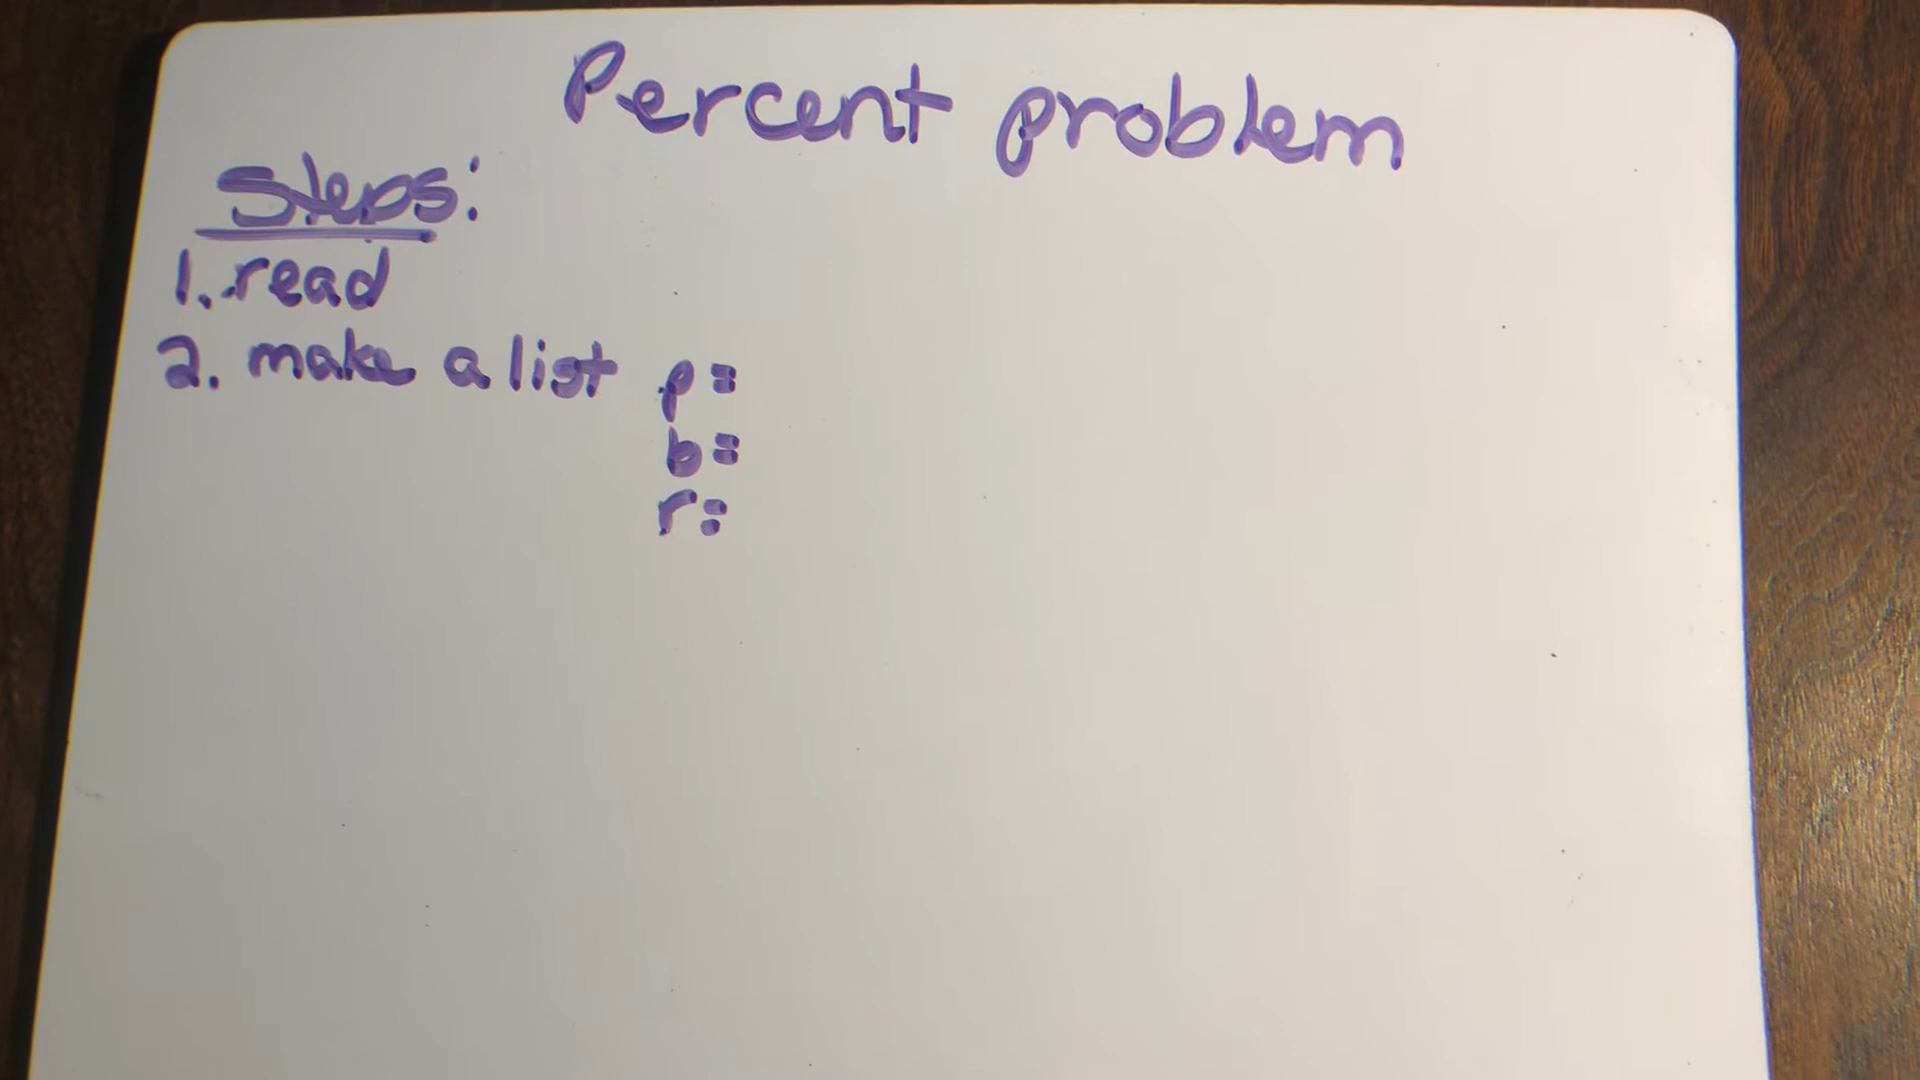 Percent problem
Steps:
1. read
2. make a list p=
b=
r=